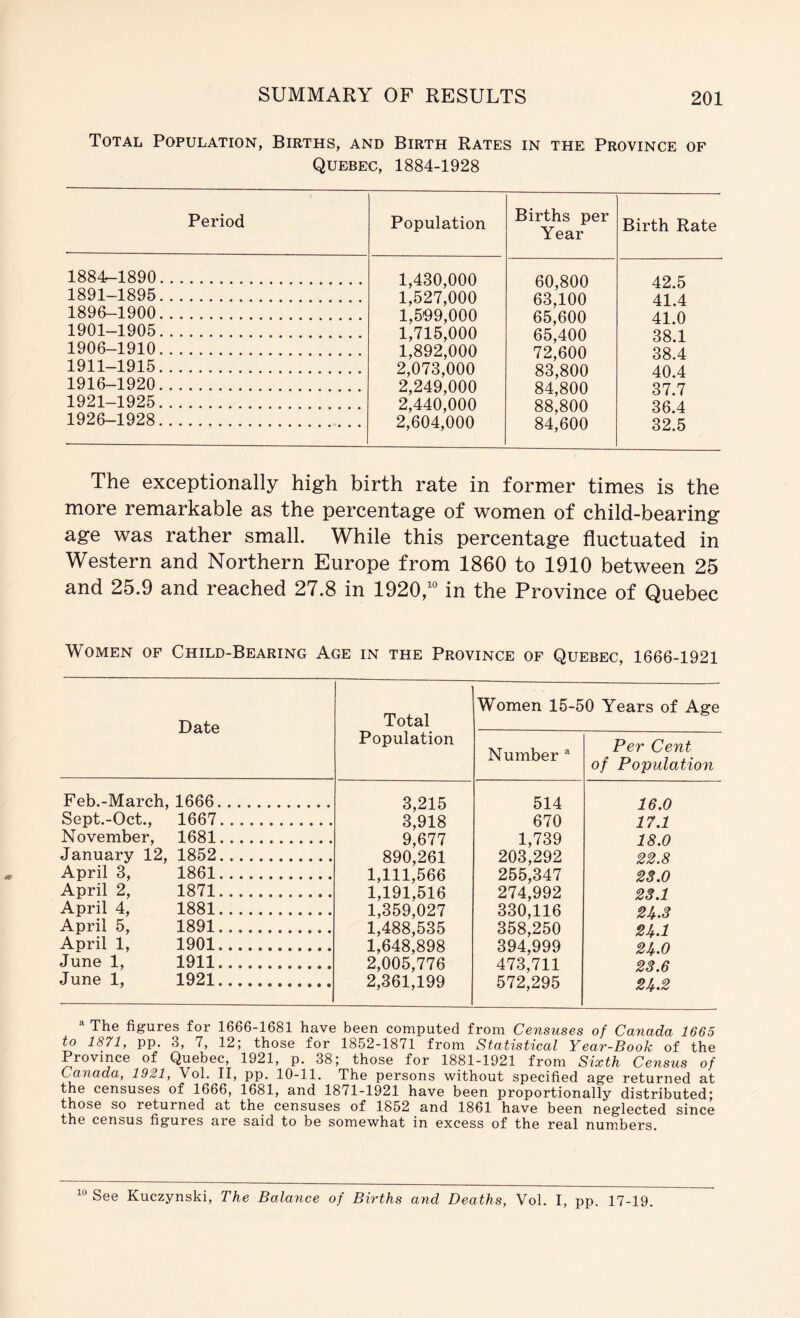 SUMMARY OF RESULTS 201
TOTAL POPULATION, BIRTHS, AND BIRTH RATES IN THE PROVINCE OF
QUEBEC, 1884-1928
Period Population Births per Year Birth Rate
1884-1890 1,430,000 60,800 42.5
1891-1895 1,527,000 63,100 41.4
1896-1900 1,599,000 65,600 41.0
1901-1905 1,715,000 65,400 38.1
1906-1910 1,892,000 72,600 38.4
1911-1915 2,073,000 83,800 40.4
1916-1920 2,249,000 84,800 37.7
1921-1925 2,440,000 88,800 36.4
1926-1928 2,604,000 84,600 32.5
The exceptionally high birth rate in former times is the
more remarkable as the percentage of women of child-bearing
age was rather small. While this percentage fluctuated in
Western and Northern Europe from 1860 to 1910 between 25
and 25.9 and reached 27.8 in 1920,¹⁰ in the Province of Quebec
WOMEN OF CHILD-BEARING AGE IN THE PROVINCE OF QUEBEC, 1666-1921
Date Total Population Women 15-50 Years of Age
Number ᵃ Per Cent of Population
Feb.-March, 1666 3,215 514 16.0
Sept.-Oct., 1667 3,918 670 17.1
November, 1681 9,677 1,739 18.0
January 12, 1852 890,261 203,292 22.8
April 3, 1861 1,111,566 255,347 23.0
April 2, 1871 1,191,516 274,992 23.1
April 4, 1881 1,359,027 330,116 24.3
April 5, 1891 1,488,535 358,250 24.1
April 1, 1901 1,648,898 394,999 24.0
June 1, 1911 2,005,776 473,711 23.6
June 1, 1921 2,361,199 572,295 24.2
ᵃ The figures for 1666-1681 have been computed from Censuses of Canada 1665
to 1871, pp. 3, 7, 12; those for 1852-1871 from Statistical Year-Book of the
Province of Quebec, 1921, p. 38; those for 1881-1921 from Sixth Census of
Canada, 1921, Vol. II, pp. 10-11. The persons without specified age returned at
the censuses of 1666, 1681, and 1871-1921 have been proportionally distributed;
those so returned at the censuses of 1852 and 1861 have been neglected since
the census figures are said to be somewhat in excess of the real numbers.
¹⁰ See Kuczynski, The Balance of Births and Deaths, Vol. I, pp. 17-19.